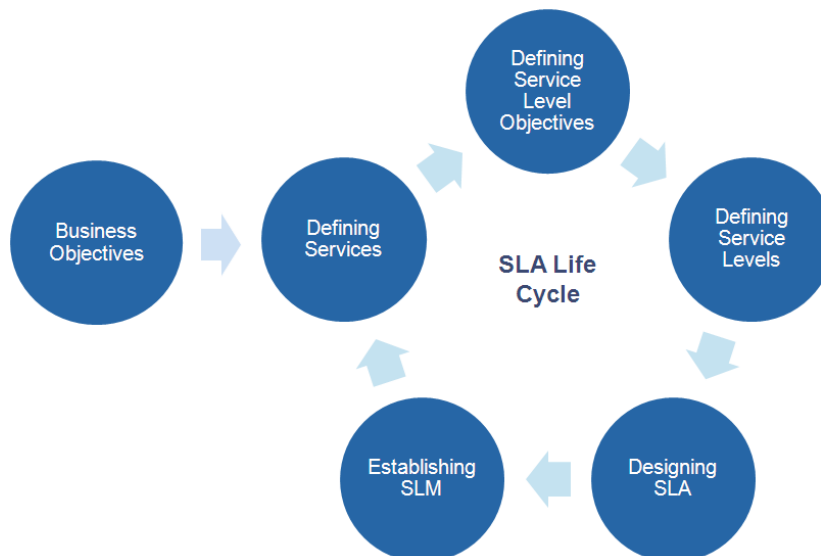 Defining
Service
Level
Objectives
Business
Objectives
Defining
Services
SLA Life
Cycle
Defining
Service
Levels
Establishing
SLM
Designing
SLA